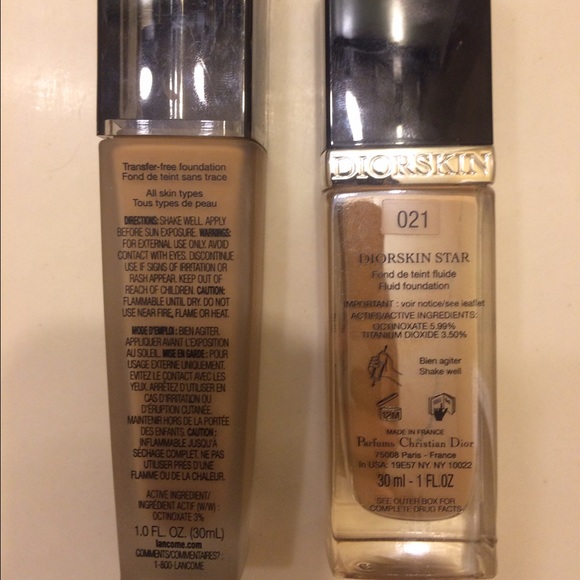 Transfer-free foundation
Fond de teint sans trace
All skin types
Tous types de peau
DIRECTIONS: SHAKE WELL. APPLY
BEFORE SUN EXPOSURE. WARNINGS:
FOR EXTERNAL USE ONLY. AVOID
CONTACT WITH EYES. DISCONTINUE
USE IF SIGNS OF IRRITATION OR
RASH APPEAR. KEEP OUT OF
REACH OF CHILDREN. CAUTION:
FLAMMABLE UNTIL DRY. DO NOT
USE NEAR FIRE, FLAME OR HEAT.
MODE D'EMPLOI : BIEN AGITER.
APPLIQUER AVANT L'EXPOSITION
AU SOLEIL. MISE EN GARDE : POUR
USAGE EXTERNE UNIQUEMENT.
EVITEZ LE CONTACT AVEC LES
YEUX. ARRÊTEZ D'UTILISER EN
CAS D'IRRITATION OU
D'ÉRUPTION CUTANÉE.
MAINTENIR HORS DE LA PORTÉE
DES ENFANTS. CAUTION :
INFLAMMABLE JUSQU'À
SÉCHAGE COMPLET. NE PAS
UTILISER PRÈS D'UNE
FLAMME OU DE LA CHALEUR.
ACTIVE INGREDIENT/
INGRÉDIENT ACTIF (W/W) :
OCTINOXATE 3%
1.0 FL. OZ. (30mL)
lancome.com
COMMENTS/COMMENTAIRES? :
1-800-LANCOME
DIORSKIN
021
DIORSKIN STAR
Fond de teint fluide
Fluid foundation
IMPORTANT : voir notice/see leaflet
ACTIFS/ACTIVE INGREDIENTS:
OCTINOXATE 5.99%
TITANIUM DIOXIDE 3.50%
Bien agiter
Shake well
12M
MADE IN FRANCE
Parfums Christian Dior
75008 Paris - France
In USA: 19E57 NY. NY 10022
30 ml - 1 FL.OZ
SEE OUTERBOX FOR
COMPLETE DRUG FACTS